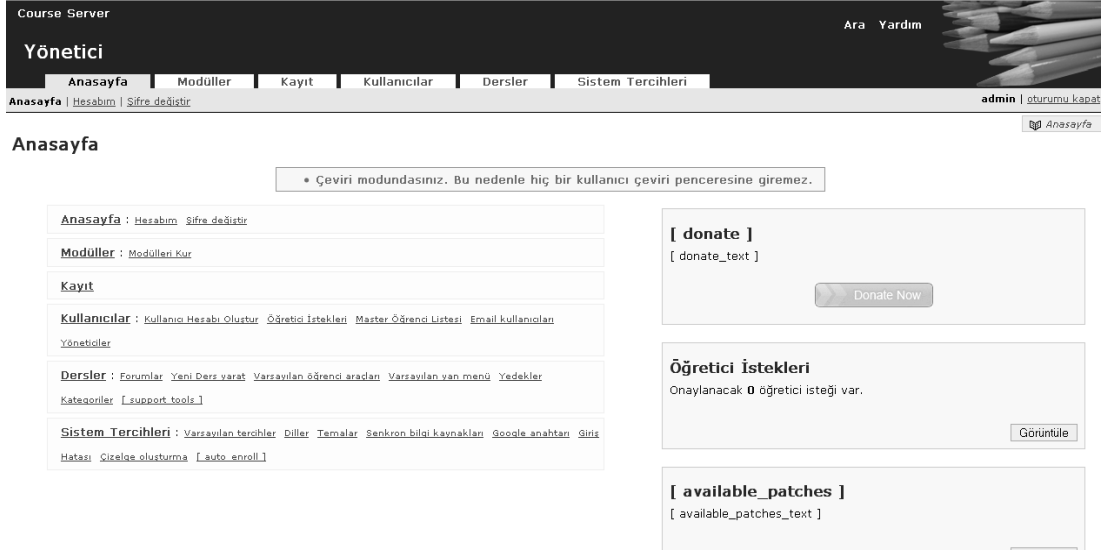 Course Server
Ara Yardım
Yönetici
Anasayfa Modüller Kayıt Kullanıcılar Dersler Sistem Tercihleri
Anasayfa | Hesabım | Şifre değiştir
admin | oturumu kapat
Anasayfa
Anasayfa
• Çeviri modundasınız. Bu nedenle hiç bir kullanıcı çeviri penceresine giremez.
Anasayfa : Hesabım Şifre değiştir
Modüller : Modülleri Kur
Kayıt
Kullanıcılar : Kullanıcı Hesabı Oluştur Öğretici İstekleri Master Öğrenci Listesi Email kullanıcıları
Yöneticiler
Dersler : Forumlar Yeni Ders yarat Varsayılan öğrenci araçları Varsayılan yan menü Yedekler
Kategoriler [ support tools ]
Sistem Tercihleri : Varsayılan tercihler Diller Temalar Senkron bilgi kaynakları Google anahtarı Giriş
Hatası Çizelge oluşturma [ auto enroll ]
[ donate ]
[ donate_text ]
Donate Now
Öğretici İstekleri
Onaylanacak 0 öğretici isteği var.
Görüntüle
[ available_patches ]
[ available_patches_text ]